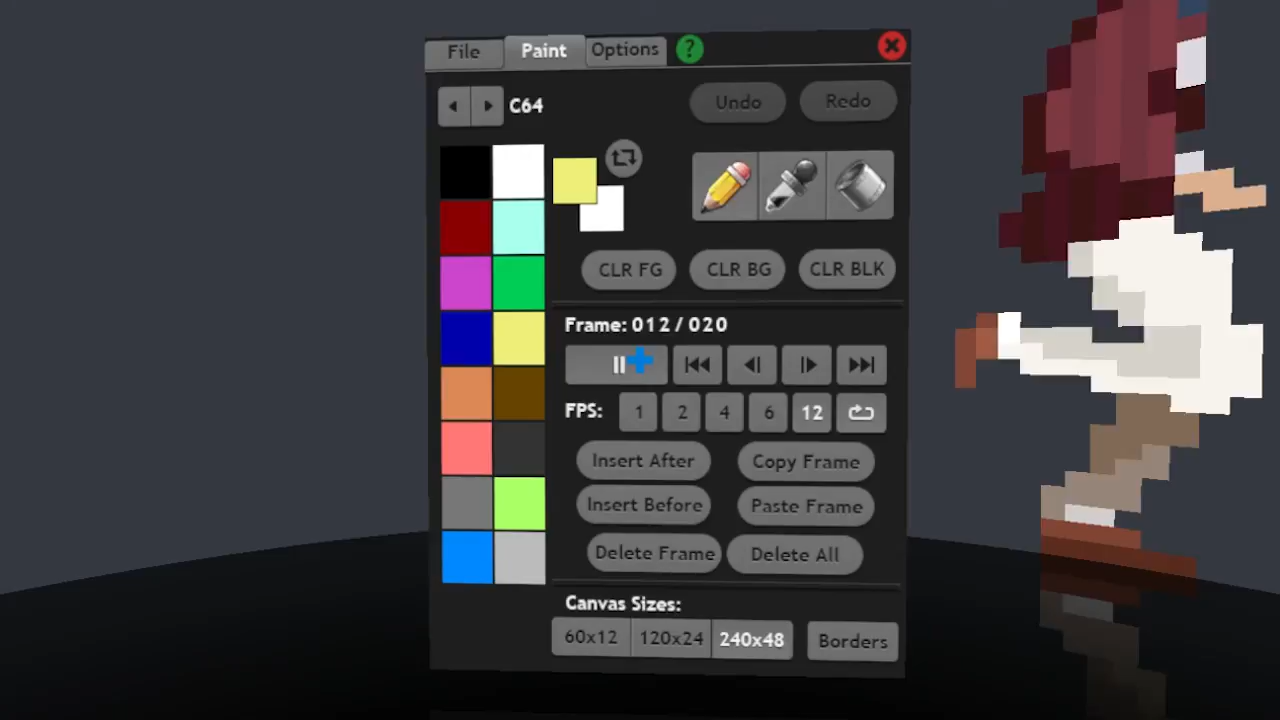 File Paint Options ?
C64 Undo Redo
CLR FG CLR BG CLR BLK
Frame: 012 / 020
FPS: 1 2 4 6 12
Insert After Copy Frame
Insert Before Paste Frame
Delete Frame Delete All
Canvas Sizes:
60x12 120x24 240x48 Borders